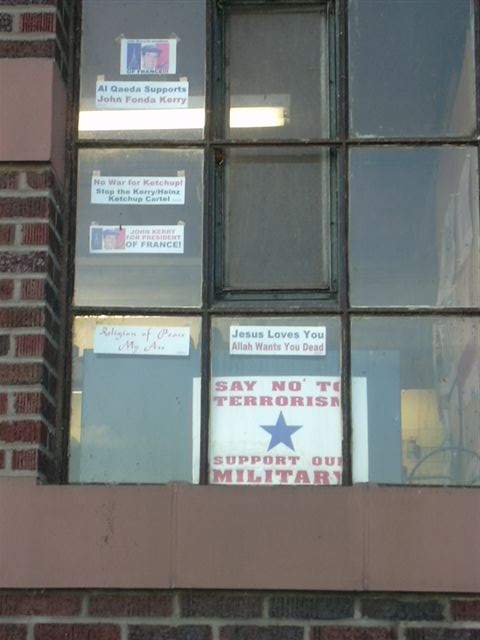 OF FRANCE!!!
Al Qaeda Supports
John Fonda Kerry
No War for Ketchup!
Stop the Kerry/Heinz
Ketchup Cartel
JOHN KERRY
FOR PRESIDENT
OF FRANCE!
Religion of Peace
My Ass
Jesus Loves You
Allah Wants You Dead
SAY NO TO
TERRORISM
SUPPORT OUR
MILITARY